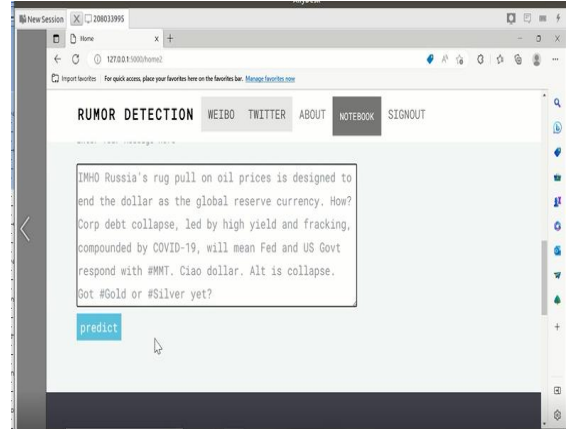 AnyDesk
New Session 208033995
Home
127.0.0.1:5000/home2
Import favorites For quick access, place your favorites here on the favorites bar. Manage favorites now
RUMOR DETECTION WEIBO TWITTER ABOUT NOTEBOOK SIGNOUT
IMHO Russia's rug pull on oil prices is designed to
end the dollar as the global reserve currency. How?
Corp debt collapse, led by high yield and fracking,
compounded by COVID-19, will mean Fed and US Govt
respond with #MMT. Ciao dollar. Alt is collapse.
Got #Gold or #Silver yet?
predict